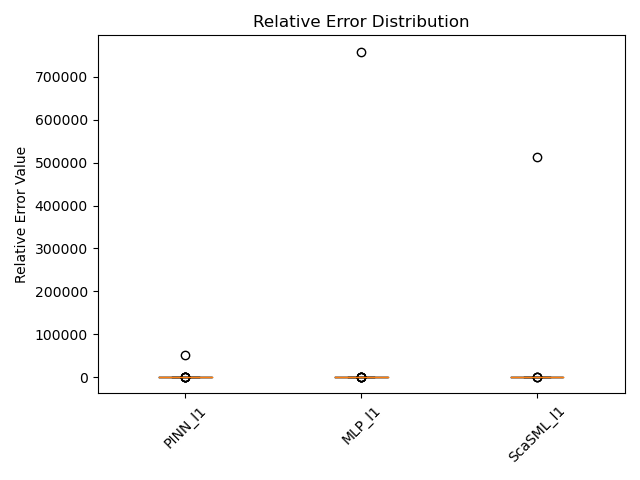 Relative Error Distribution
Relative Error Value
700000
600000
500000
400000
300000
200000
100000
0
PINN_l1
MLP_l1
ScaSML_l1